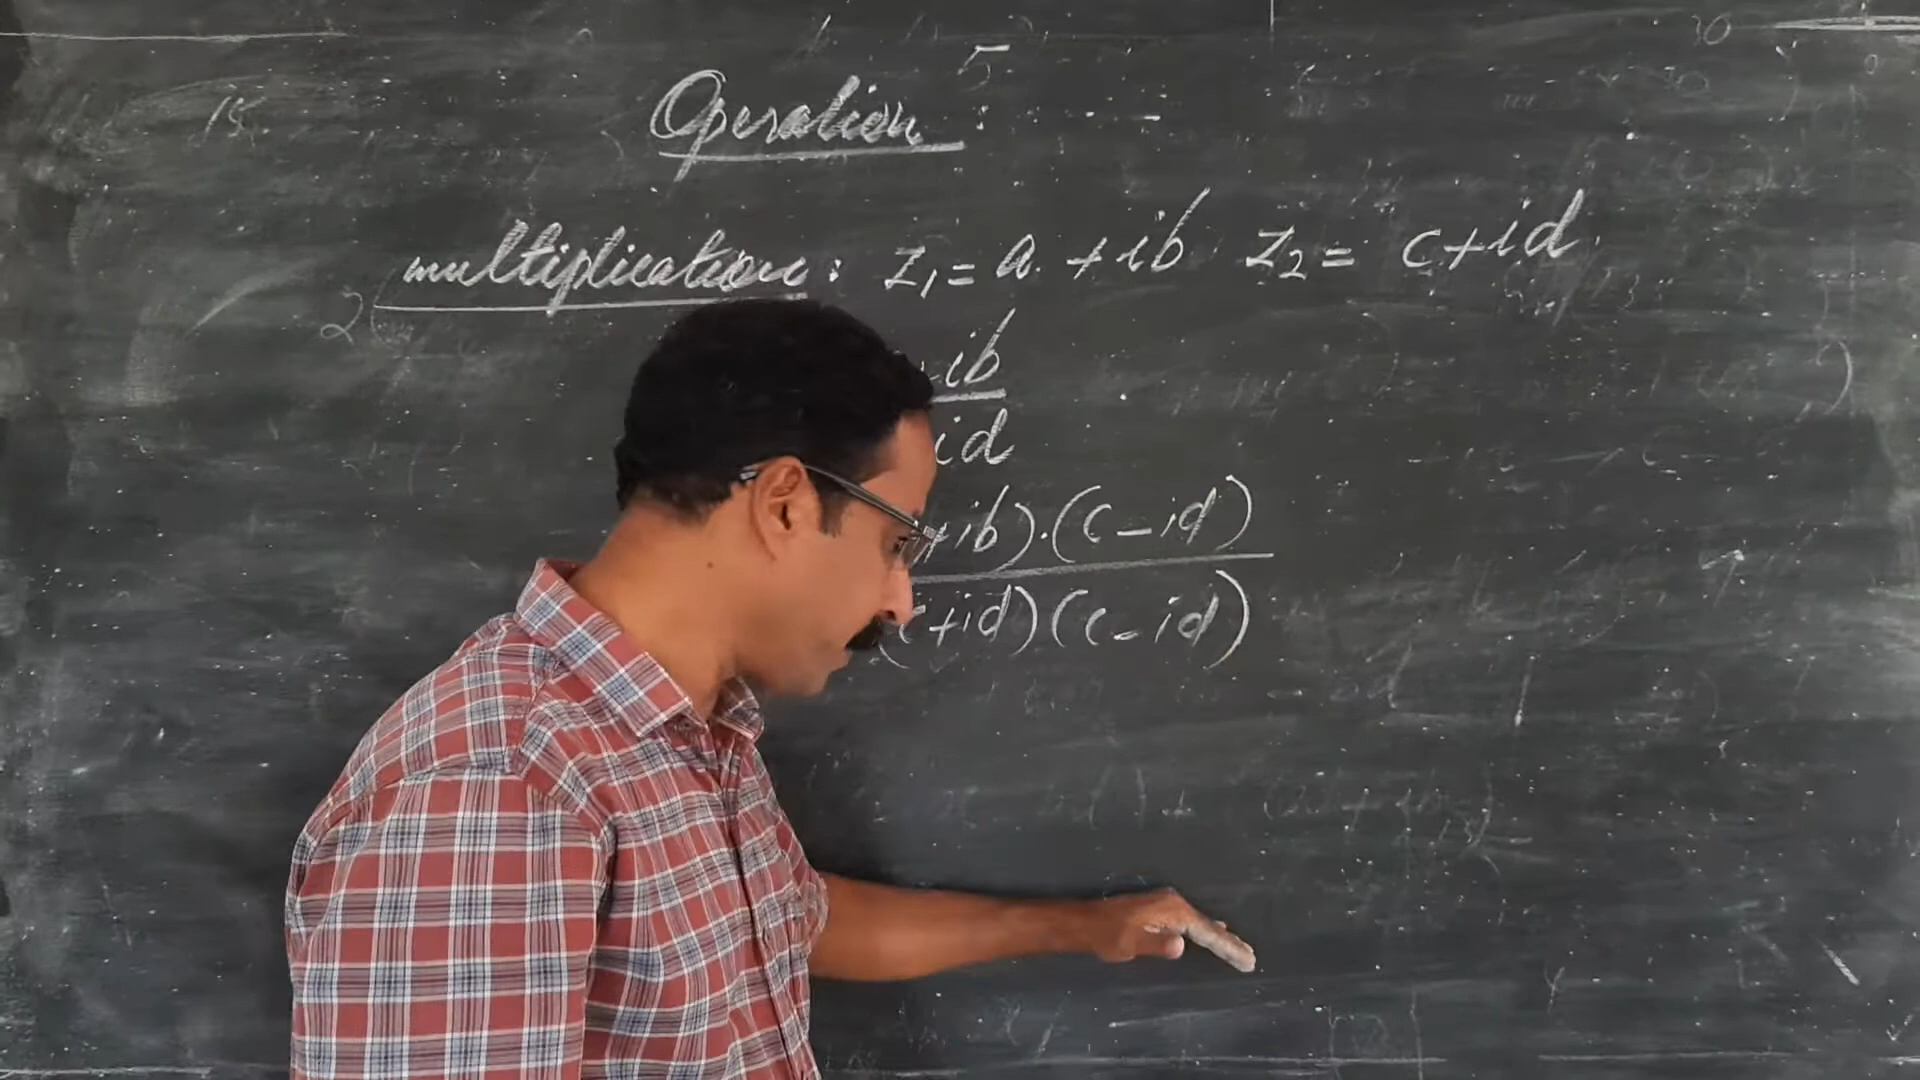 Operation :
multiplication : z₁ = a + ib z₂ = c + id
ib
id
+ib).(c-id)
(c+id)(c-id)